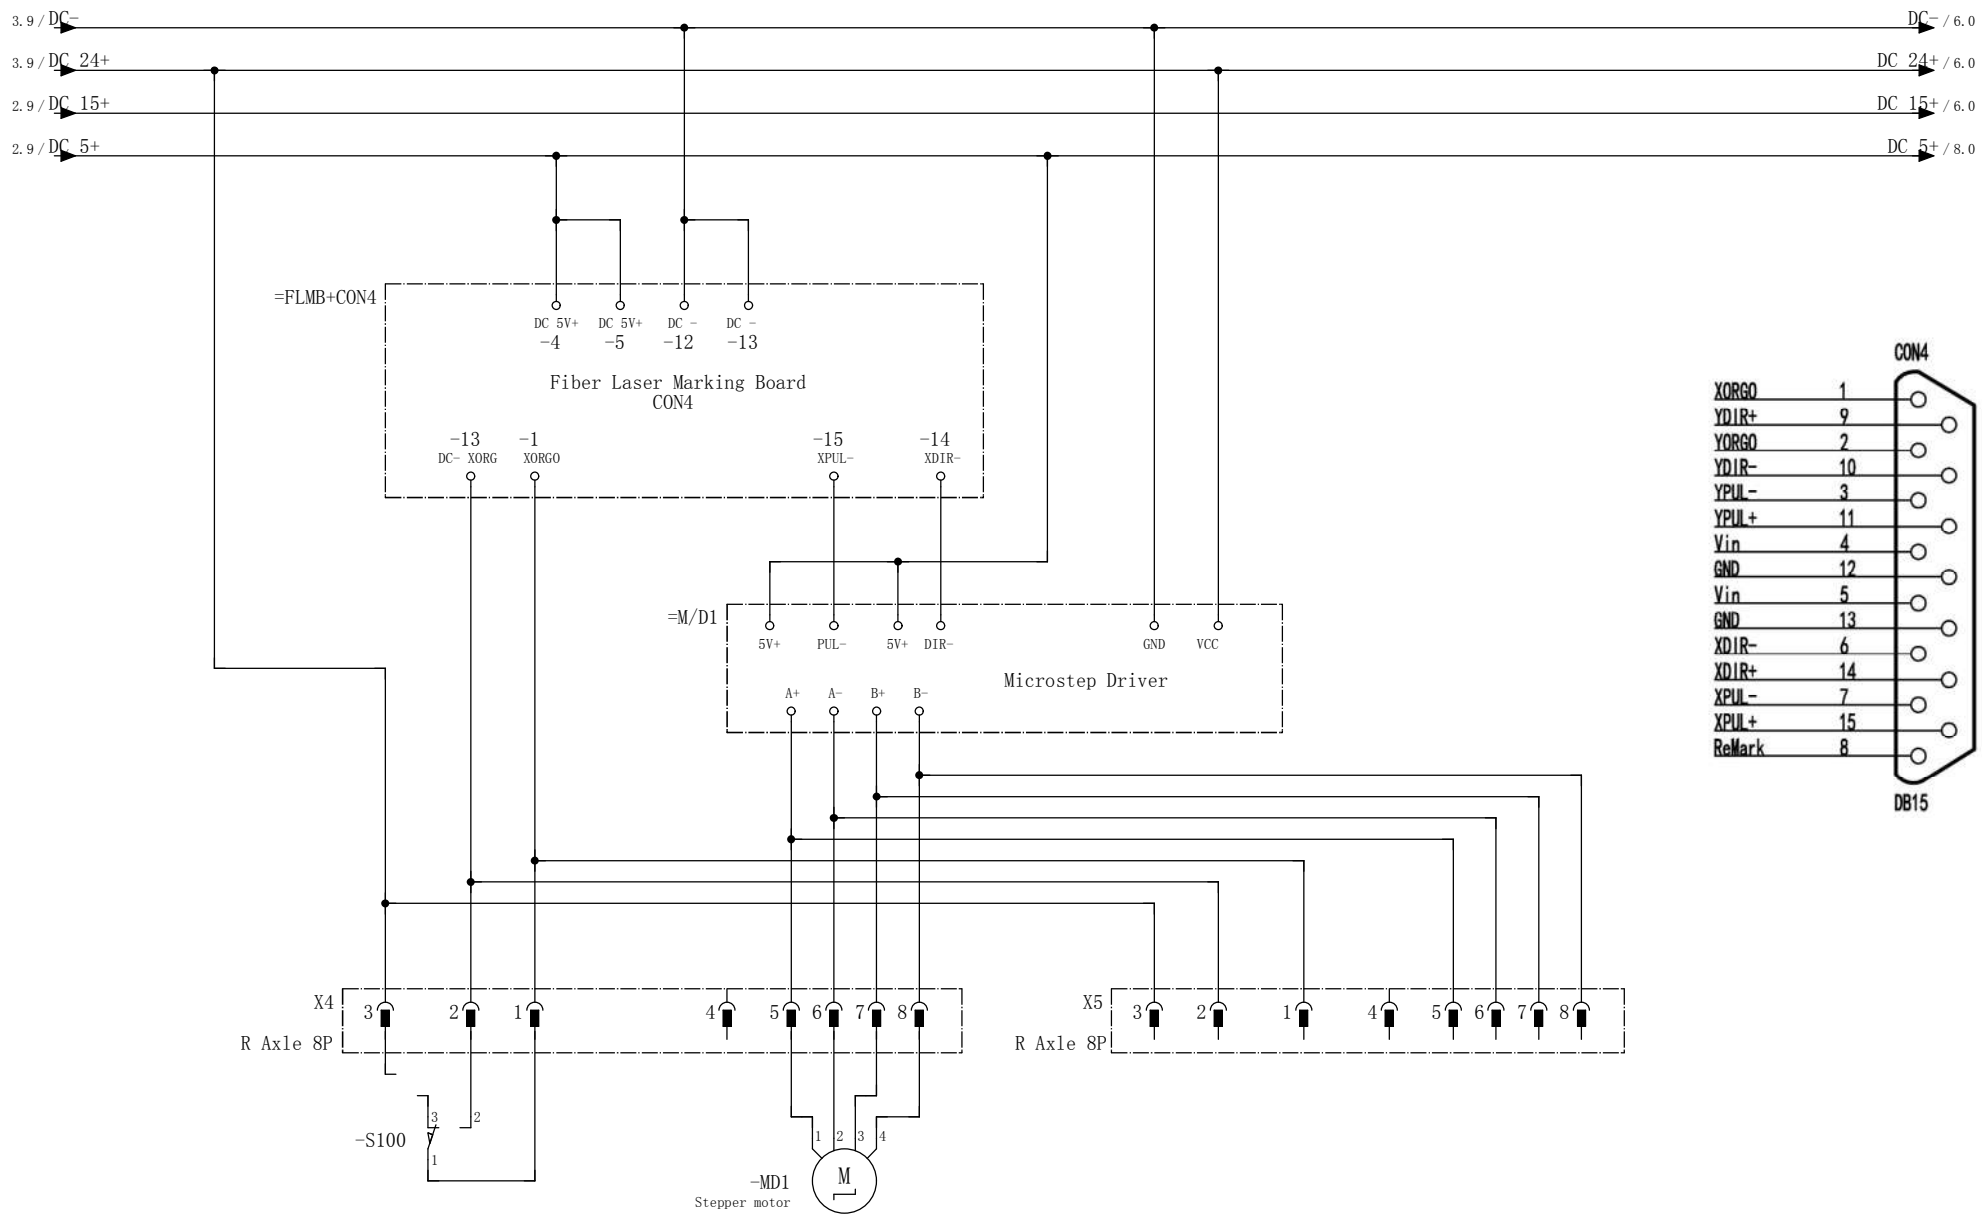 3.9/DC- DC-/6.0
3.9/DC 24+ DC 24+/6.0
2.9/DC 15+ DC 15+/6.0
2.9/DC 5+ DC 5+/8.0
=FLMB+CON4
DC 5V+ DC 5V+ DC - DC -
-4 -5 -12 -13
Fiber Laser Marking Board
CON4
-13 -1 -15 -14
DC- XORG XORGO XPUL- XDIR-
=M/D1
5V+ PUL- 5V+ DIR- GND VCC
Microstep Driver
A+ A- B+ B-
CON4
XORGO 1
YDIR+ 9
YORGO 2
YDIR- 10
YPUL- 3
YPUL+ 11
Vin 4
GND 12
Vin 5
GND 13
XDIR- 6
XDIR+ 14
XPUL- 7
XPUL+ 15
ReMark 8
DB15
X4 3 2 1 4 5 6 7 8
R Axle 8P
X5 3 2 1 4 5 6 7 8
R Axle 8P
3 2
-S100
1
1 2 3 4
M
-MD1
Stepper motor